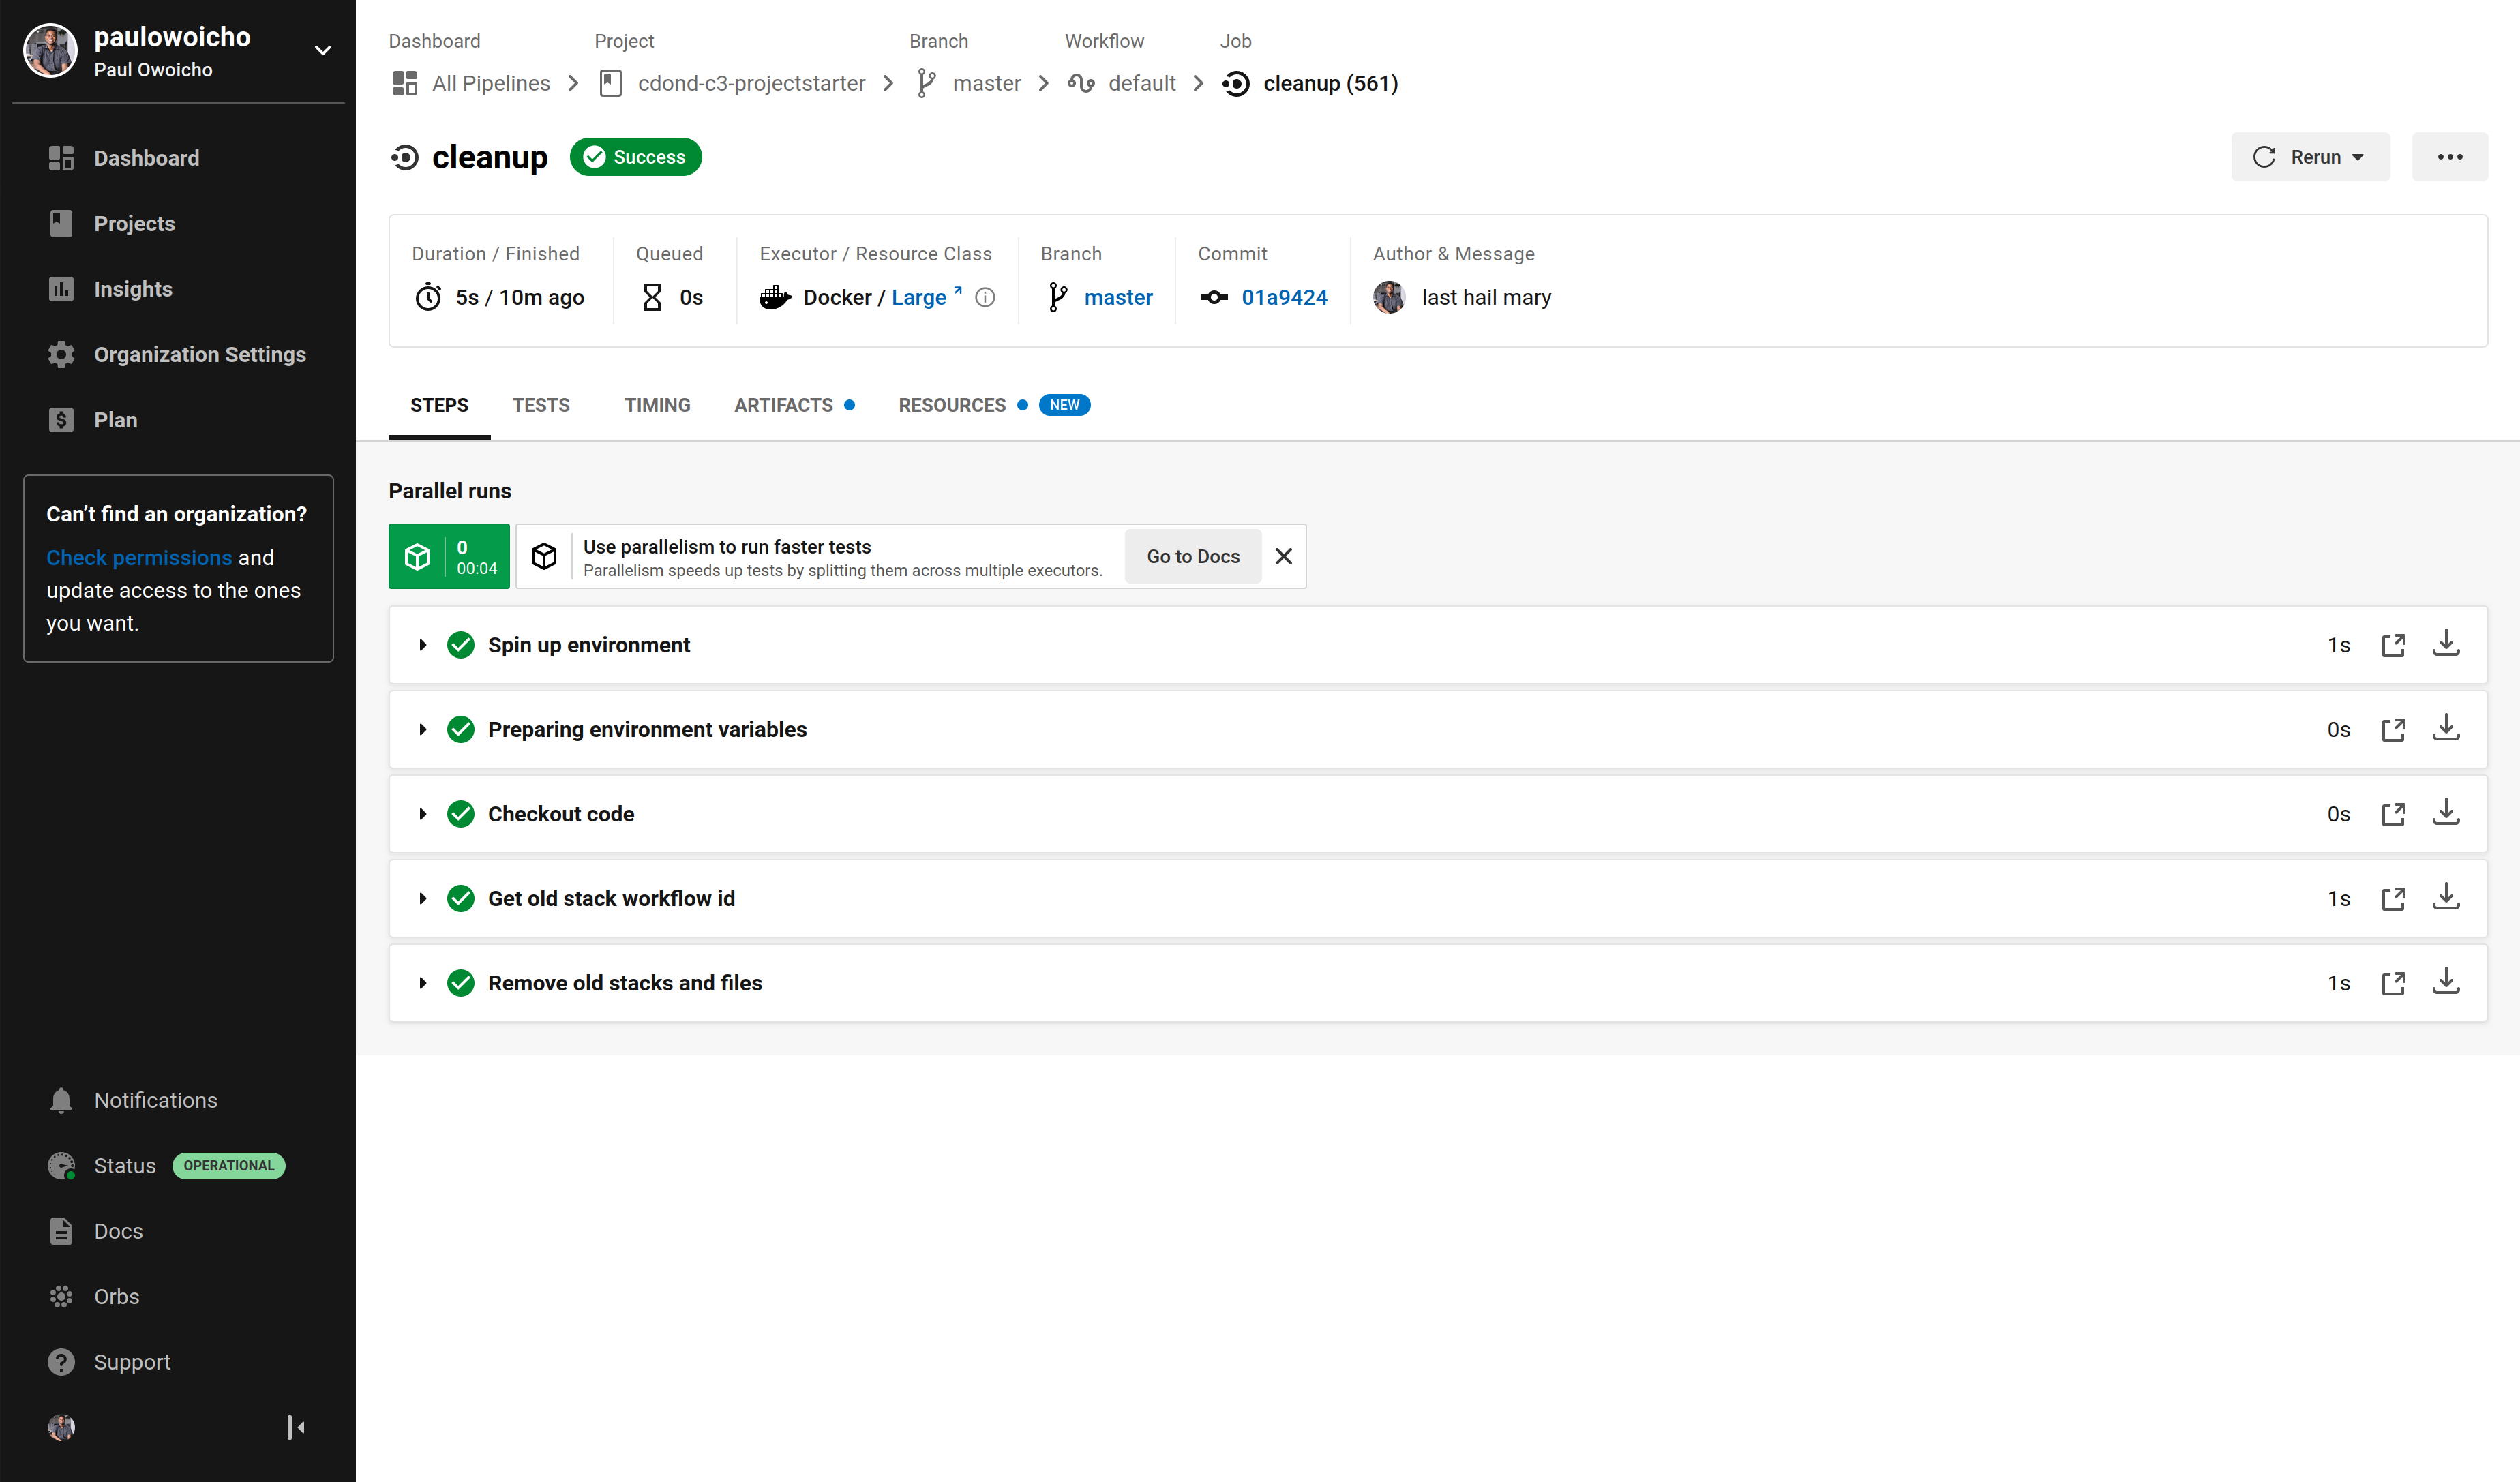 paulowoicho
Paul Owoicho
Dashboard
Projects
Insights
Organization Settings
Plan
Can’t find an organization?
Check permissions and
update access to the ones
you want.
Notifications
Status OPERATIONAL
Docs
Orbs
Support
Dashboard Project Branch Workflow Job
All Pipelines cdond-c3-projectstarter master default cleanup (561)
cleanup Success
Rerun
Duration / Finished
5s / 10m ago
Queued
0s
Executor / Resource Class
Docker / Large
Branch
master
Commit
01a9424
Author & Message
last hail mary
STEPS TESTS TIMING ARTIFACTS RESOURCES NEW
Parallel runs
0
00:04
Use parallelism to run faster tests
Parallelism speeds up tests by splitting them across multiple executors.
Go to Docs
Spin up environment 1s
Preparing environment variables 0s
Checkout code 0s
Get old stack workflow id 1s
Remove old stacks and files 1s